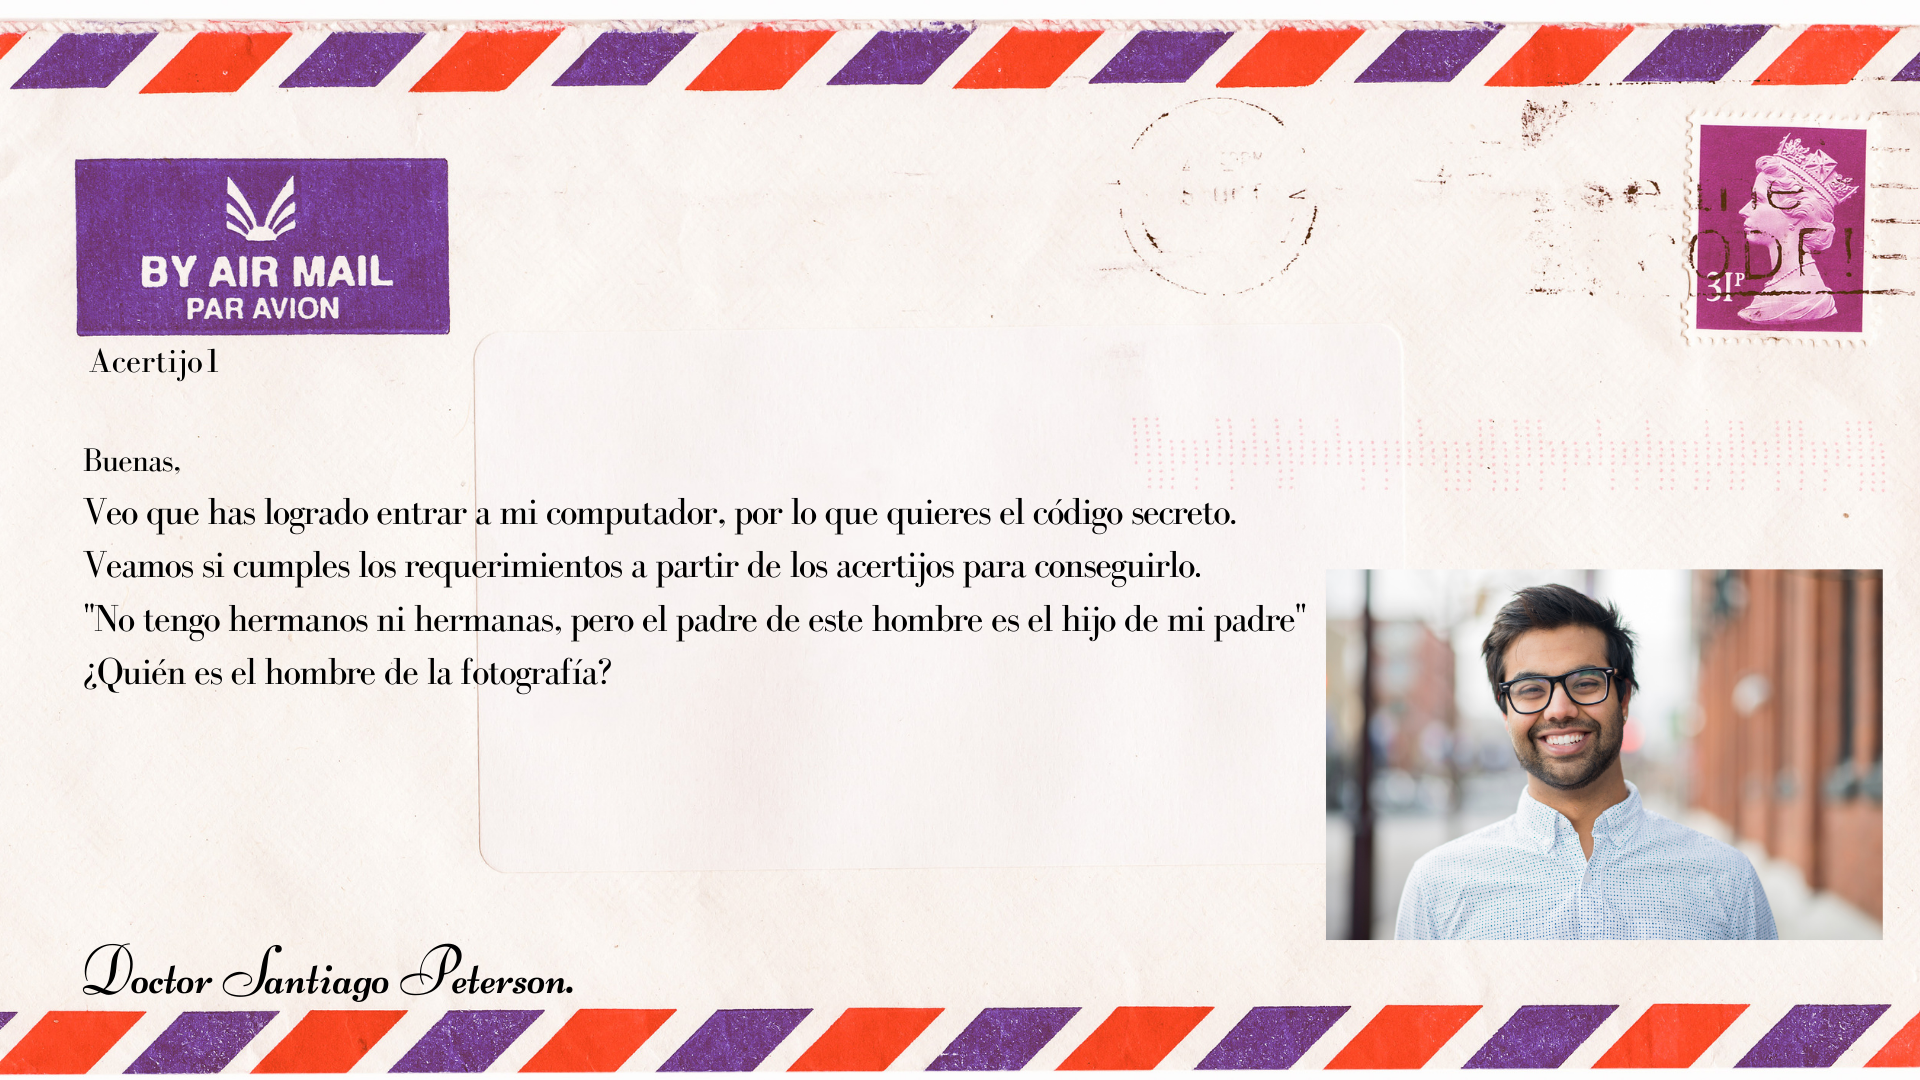 BY AIR MAIL
PAR AVION
31P
Acertijo1
Buenas,
Veo que has logrado entrar a mi computador, por lo que quieres el código secreto.
Veamos si cumples los requerimientos a partir de los acertijos para conseguirlo.
"No tengo hermanos ni hermanas, pero el padre de este hombre es el hijo de mi padre"
¿Quién es el hombre de la fotografía?
Doctor Santiago Peterson.